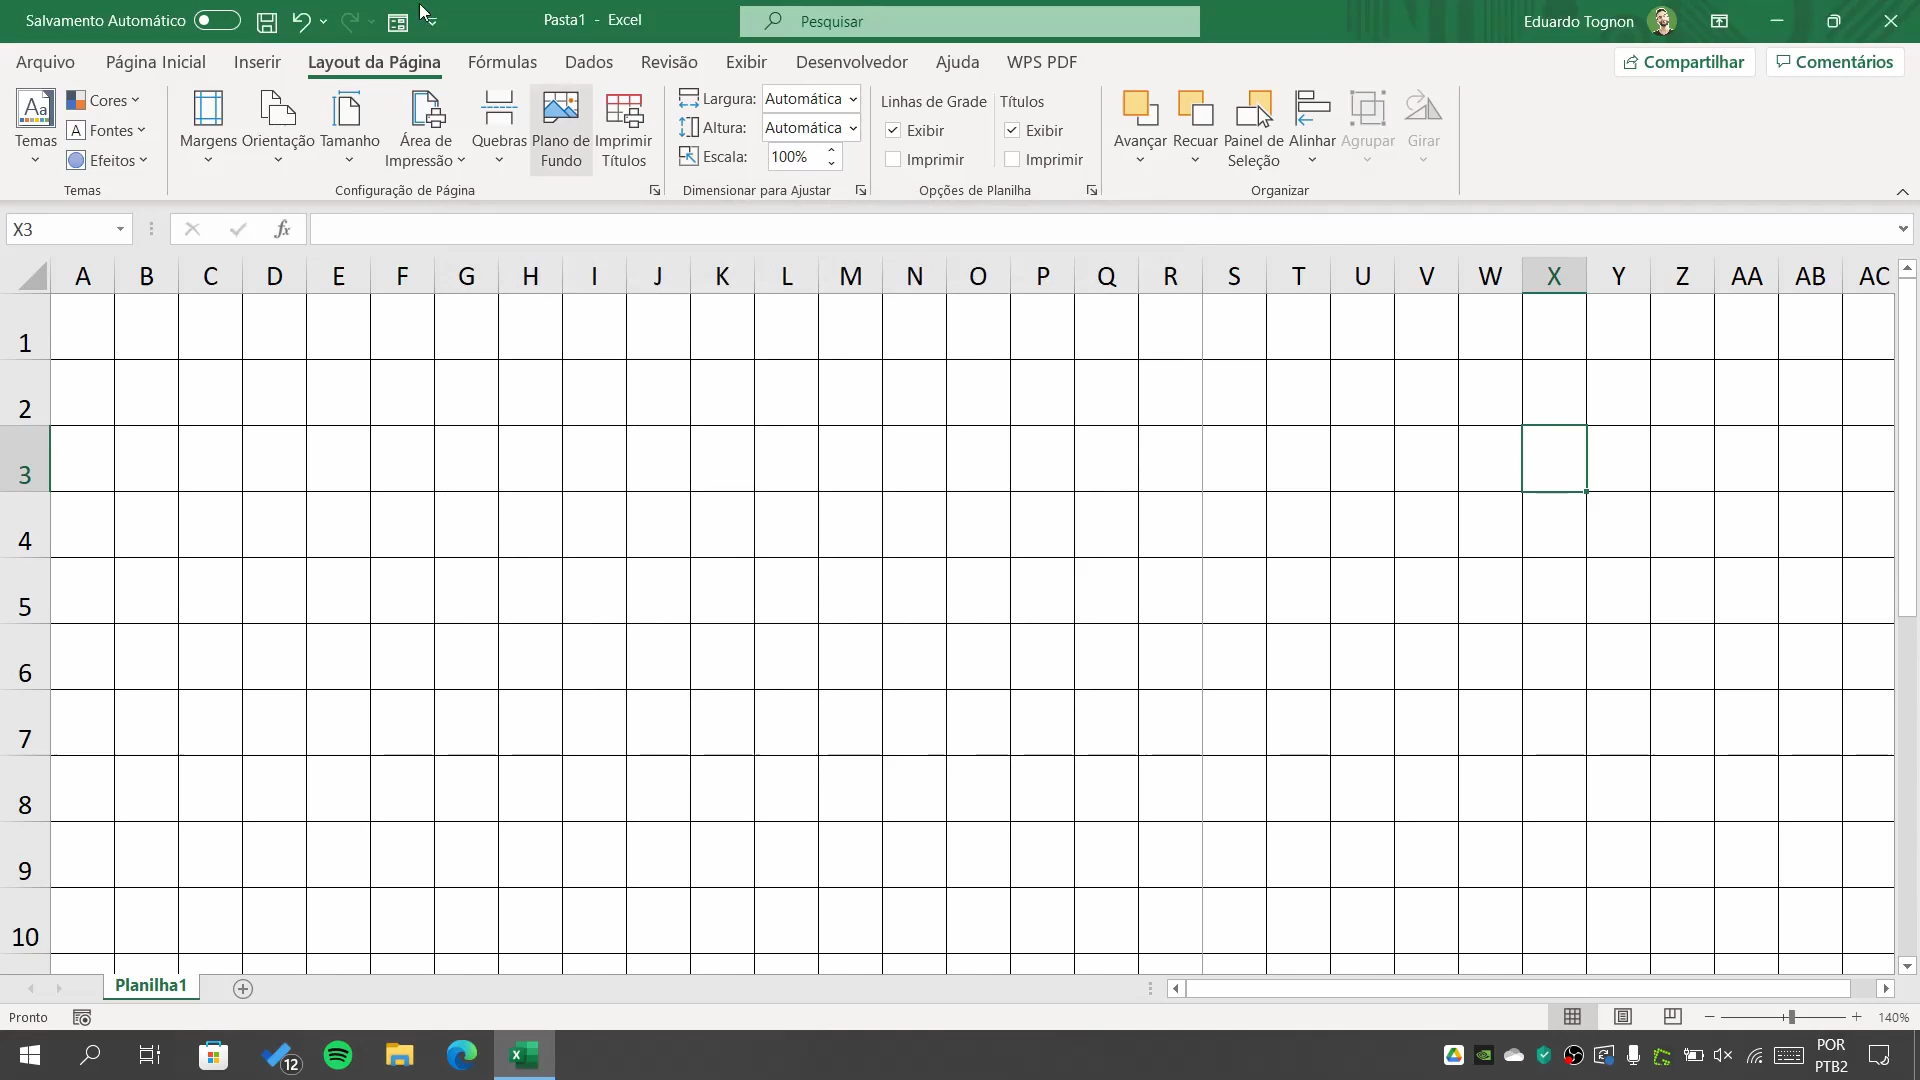 Salvamento Automático
Pasta1 - Excel
Pesquisar
Eduardo Tognon
Arquivo Página Inicial Inserir Layout da Página Fórmulas Dados Revisão Exibir Desenvolvedor Ajuda WPS PDF
Compartilhar Comentários
Temas
Cores
A Fontes
Efeitos
Temas
Margens
Orientação
Tamanho
Área de
Impressão
Quebras
Plano de
Fundo
Imprimir
Títulos
Configuração de Página
Largura: Automática
Altura: Automática
Escala: 100%
Dimensionar para Ajustar
Linhas de Grade
Exibir
Imprimir
Títulos
Exibir
Imprimir
Opções de Planilha
Avançar
Recuar
Painel de
Seleção
Alinhar
Agrupar
Girar
Organizar
X3
fx
A B C D E F G H I J K L M N O P Q R S T U V W X Y Z AA AB AC
1
2
3
4
5
6
7
8
9
10
Planilha1
Pronto
140%
12
POR
PTB2